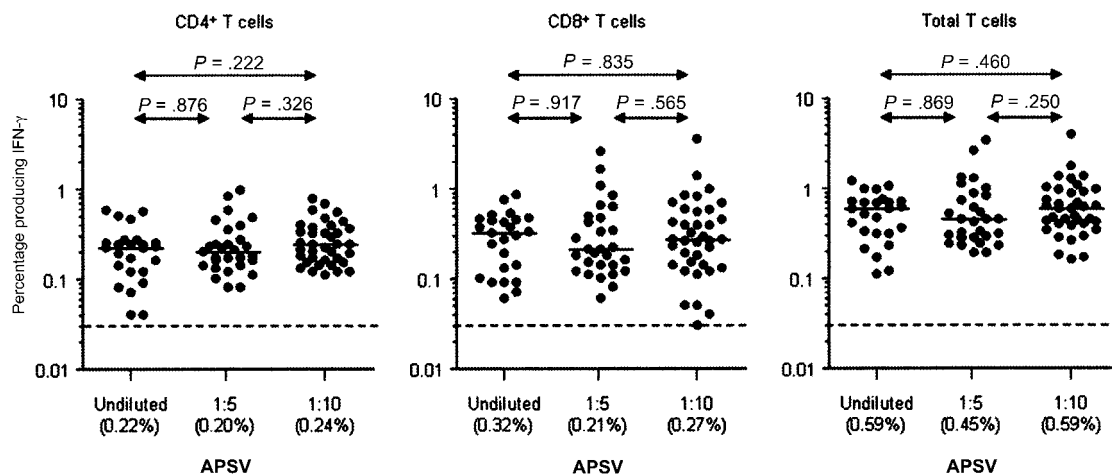 CD4+ T cells
CD8+ T cells
Total T cells
P = .222
P = .835
P = .460
P = .876
P = .326
P = .917
P = .565
P = .869
P = .250
Percentage producing IFN-γ
10
1
0.1
0.01
10
1
0.1
0.01
10
1
0.1
0.01
Undiluted
(0.22%)
1:5
(0.20%)
1:10
(0.24%)
Undiluted
(0.32%)
1:5
(0.21%)
1:10
(0.27%)
Undiluted
(0.59%)
1:5
(0.45%)
1:10
(0.59%)
APSV
APSV
APSV